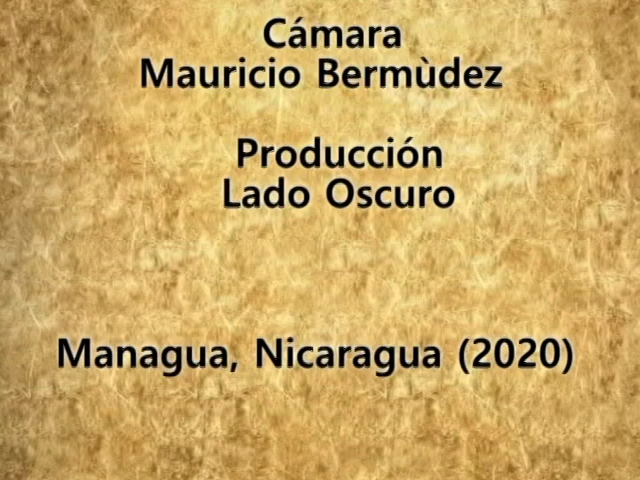 Cámara
Mauricio Bermùdez
Producción
Lado Oscuro
Managua, Nicaragua (2020)